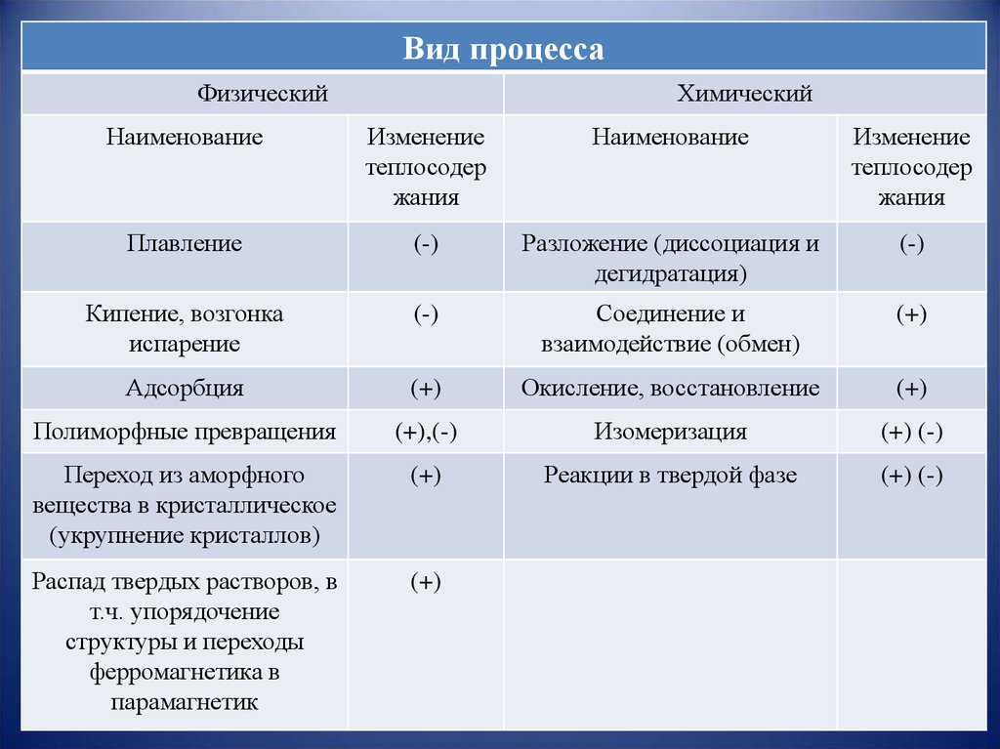 Вид процесса
Физический
Химический
Наименование
Изменение
теплосодер
жания
Наименование
Изменение
теплосодер
жания
Плавление
(-)
Разложение (диссоциация и
дегидратация)
(-)
Кипение, возгонка
испарение
(-)
Соединение и
взаимодействие (обмен)
(+)
Адсорбция
(+)
Окисление, восстановление
(+)
Полиморфные превращения
(+),(-)
Изомеризация
(+) (-)
Переход из аморфного
вещества в кристаллическое
(укрупнение кристаллов)
(+)
Реакции в твердой фазе
(+) (-)
Распад твердых растворов, в
т.ч. упорядочение
структуры и переходы
ферромагнетика в
парамагнетик
(+)